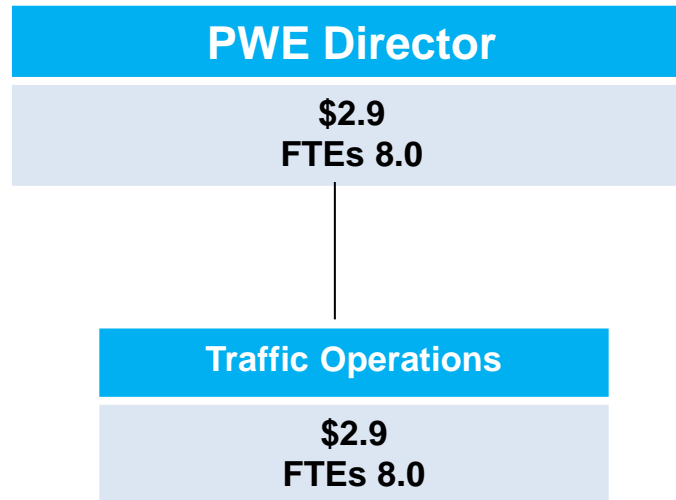 PWE Director
$2.9
FTEs 8.0
Traffic Operations
$2.9
FTEs 8.0